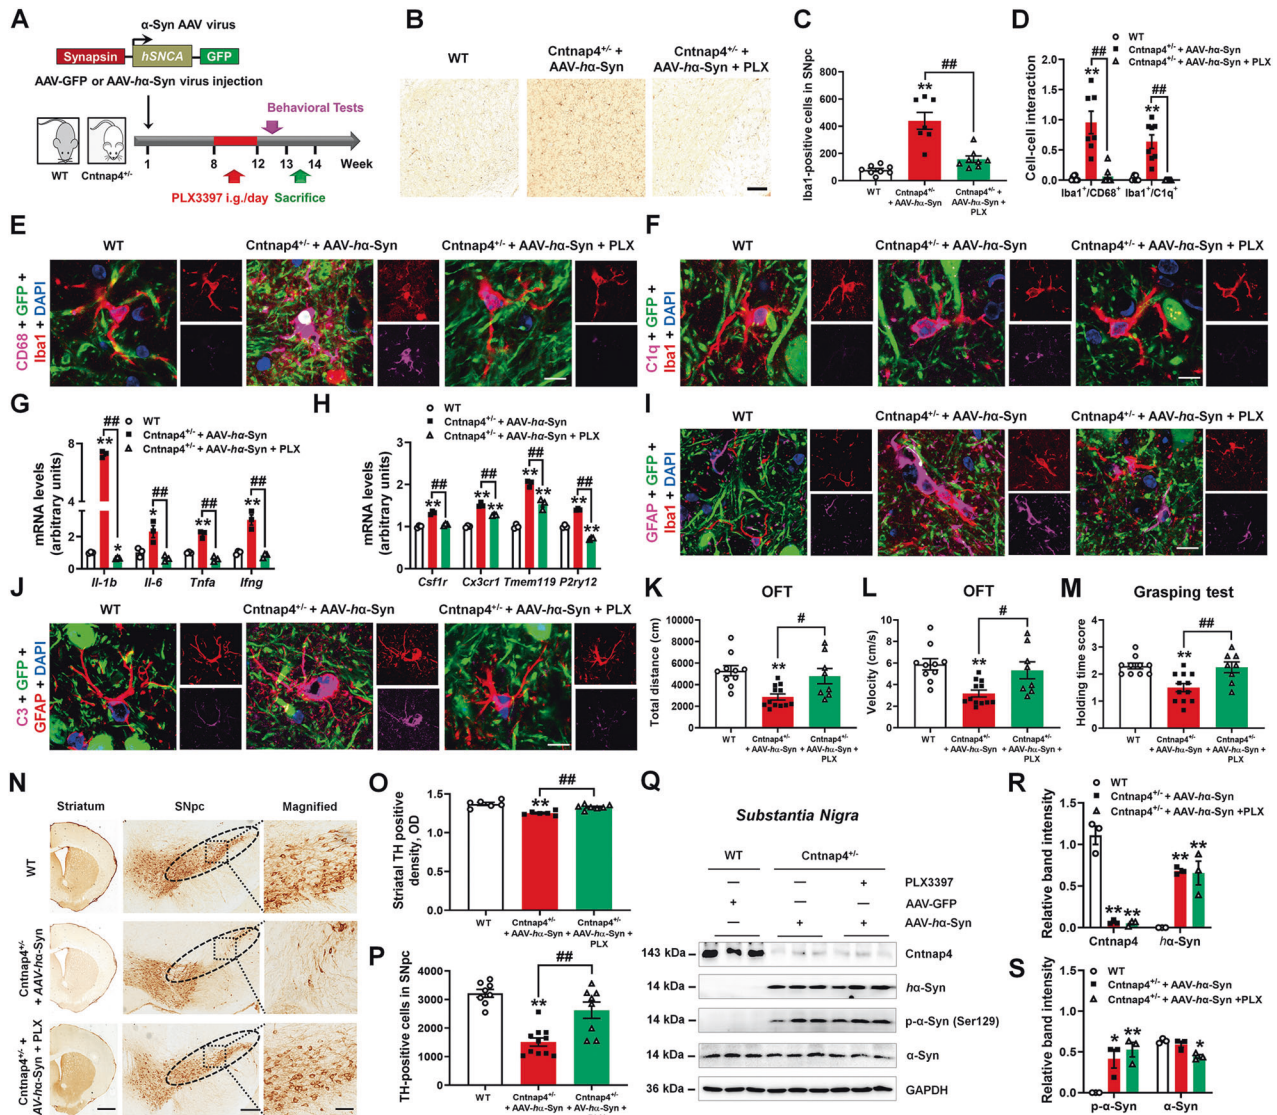 A
α-Syn AAV virus
Synapsin
hSNCA
GFP
AAV-GFP or AAV-hα-Syn virus injection
Behavioral Tests
WT
Cntnap4+/-
1
8
12
13
14
Week
PLX3397 i.g./day
Sacrifice
B
WT
Cntnap4+/- +
AAV-hα-Syn
Cntnap4+/- +
AAV-hα-Syn + PLX
C
Iba1-positive cells in SNpc
800
600
400
200
0
**
##
WT
Cntnap4+/-
+ AAV-hα-Syn
Cntnap4+/- +
AAV-hα-Syn +
PLX
D
WT
Cntnap4+/- + AAV-hα-Syn
Cntnap4+/- + AAV-hα-Syn + PLX
Cell-cell interaction
2.0
1.5
1.0
0.5
0.0
##
**
##
**
Iba1+/CD68+
Iba1+/C1q+
E
WT
Cntnap4+/- + AAV-hα-Syn
Cntnap4+/- + AAV-hα-Syn + PLX
CD68 + GFP +
Iba1 + DAPI
F
WT
Cntnap4+/- + AAV-hα-Syn
Cntnap4+/- + AAV-hα-Syn + PLX
C1q + GFP +
Iba1 + DAPI
G
WT
Cntnap4+/- + AAV-hα-Syn
Cntnap4+/- + AAV-hα-Syn + PLX
mRNA levels
(arbitrary units)
8
4
2
0
##
**
*
##
*
##
**
##
**
Il-1b
Il-6
Tnfa
Ifng
H
WT
Cntnap4+/- + AAV-hα-Syn
Cntnap4+/- + AAV-hα-Syn + PLX
mRNA levels
(arbitrary units)
3
2
1
0
##
**
##
**
**
##
**
**
##
**
**
Csf1r
Cx3cr1
Tmem119
P2ry12
I
WT
Cntnap4+/- + AAV-hα-Syn
Cntnap4+/- + AAV-hα-Syn + PLX
GFAP + GFP +
Iba1 + DAPI
J
WT
Cntnap4+/- + AAV-hα-Syn
Cntnap4+/- + AAV-hα-Syn + PLX
C3 + GFP +
GFAP + DAPI
K
OFT
Total distance (cm)
10000
8000
6000
4000
2000
0
**
#
WT
Cntnap4+/-
+ AAV-hα-Syn
Cntnap4+/-
+ AAV-hα-Syn +
PLX
L
OFT
Velocity (cm/s)
10
8
6
4
2
0
**
#
WT
Cntnap4+/-
+ AAV-hα-Syn
Cntnap4+/-
+ AAV-hα-Syn +
PLX
M
Grasping test
Holding time score
4
3
2
1
0
**
##
WT
Cntnap4+/-
+ AAV-hα-Syn
Cntnap4+/-
+ AAV-hα-Syn +
PLX
N
Striatum
SNpc
Magnified
WT
Cntnap4+/-
+ AAV-hα-Syn
Cntnap4+/- +
AV-hα-Syn + PLX
O
Striatal TH positive
density, OD
1.5
1.0
0.5
0.0
**
##
WT
Cntnap4+/-
+ AAV-hα-Syn
Cntnap4+/-
+ AAV-hα-Syn +
PLX
P
TH-positive cells in SNpc
4000
3000
2000
1000
0
**
##
WT
Cntnap4+/-
+ AAV-hα-Syn
Cntnap4+/- +
AV-hα-Syn +
Q
Substantia Nigra
WT
Cntnap4+/-
— — + PLX3397
+ — — AAV-GFP
— + + AAV-hα-Syn
143 kDa
Cntnap4
14 kDa
hα-Syn
14 kDa
p-α-Syn (Ser129)
14 kDa
α-Syn
36 kDa
GAPDH
R
WT
Cntnap4+/- + AAV-hα-Syn
Cntnap4+/- + AAV-hα-Syn +PLX
Relative band intensity
1.5
1.0
0.5
0.0
**
**
**
**
Cntnap4
hα-Syn
S
WT
Cntnap4+/- + AAV-hα-Syn
Cntnap4+/- + AAV-hα-Syn +PLX
Relative band intensity
1.5
1.0
0.5
0.0
*
**
*
p-α-Syn
α-Syn